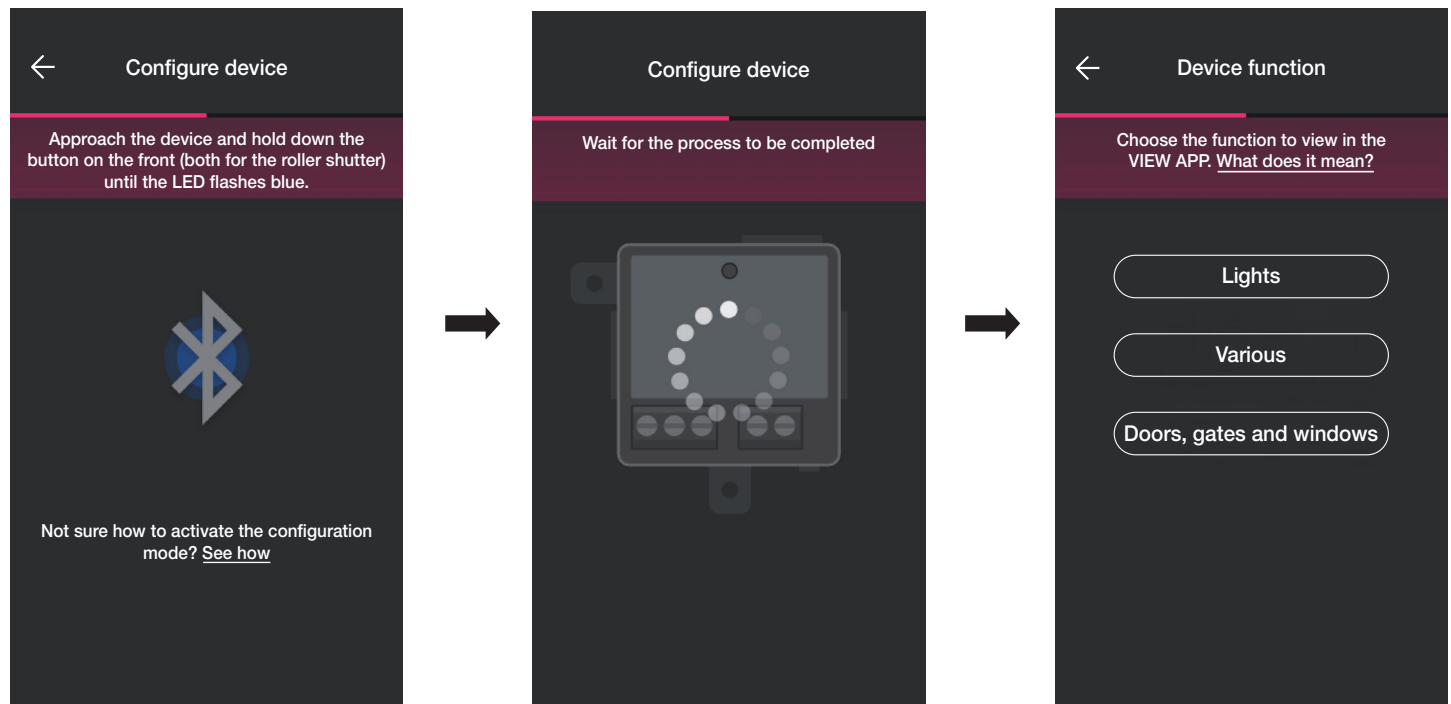 Configure device
Approach the device and hold down the
button on the front (both for the roller shutter)
until the LED flashes blue.
Not sure how to activate the configuration
mode? See how
Configure device
Wait for the process to be completed
Device function
Choose the function to view in the
VIEW APP. What does it mean?
Lights
Various
Doors, gates and windows